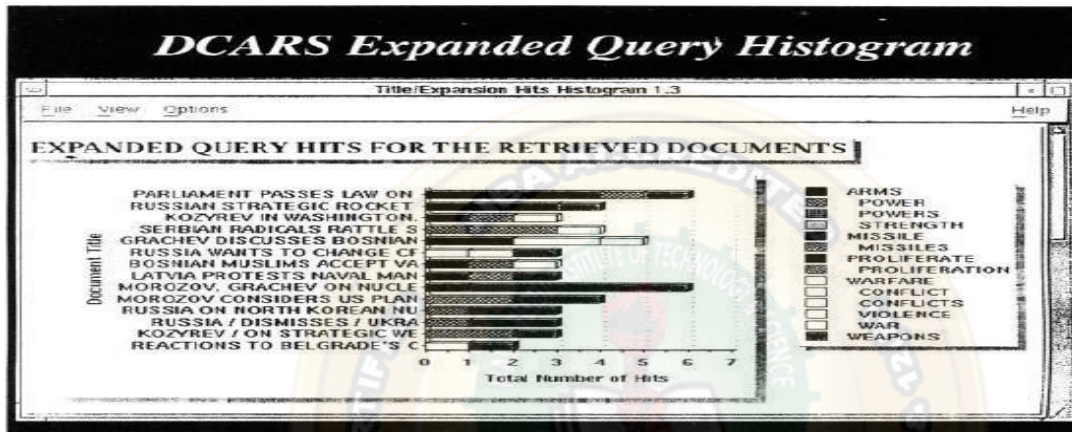 DCARS Expanded Query Histogram
Title/Expansion Hits Histogram 1.3
File View Options Help
EXPANDED QUERY HITS FOR THE RETRIEVED DOCUMENTS
Document Title
PARLIAMENT PASSES LAW ON
RUSSIAN STRATEGIC ROCKET
KOZYREV IN WASHINGTON.
SERBIAN RADICALS RATTLE S
GRACHEV DISCUSSES BOSNIAN
RUSSIA WANTS TO CHANGE CF
BOSNIAN MUSLIMS ACCEPT VA
LATVIA PROTESTS NAVAL MAN
MOROZOV, GRACHEV ON NUCLE
MOROZOV CONSIDERS US PLAN
RUSSIA ON NORTH KOREAN NU
RUSSIA / DISMISSES / UKRA
KOZYREV / ON STRATEGIC WE
REACTIONS TO BELGRADE'S C
0 1 2 3 4 5 6 7
Total Number of Hits
ARMS
POWER
POWERS
STRENGTH
MISSILE
MISSILES
PROLIFERATE
PROLIFERATION
WARFARE
CONFLICT
CONFLICTS
VIOLENCE
WAR
WEAPONS